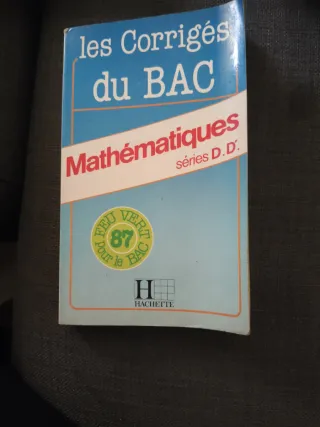 les Corrigés
du BAC
Mathématiques
séries D.D'.
FEU VERT
87
pour le BAC
H
HACHETTE